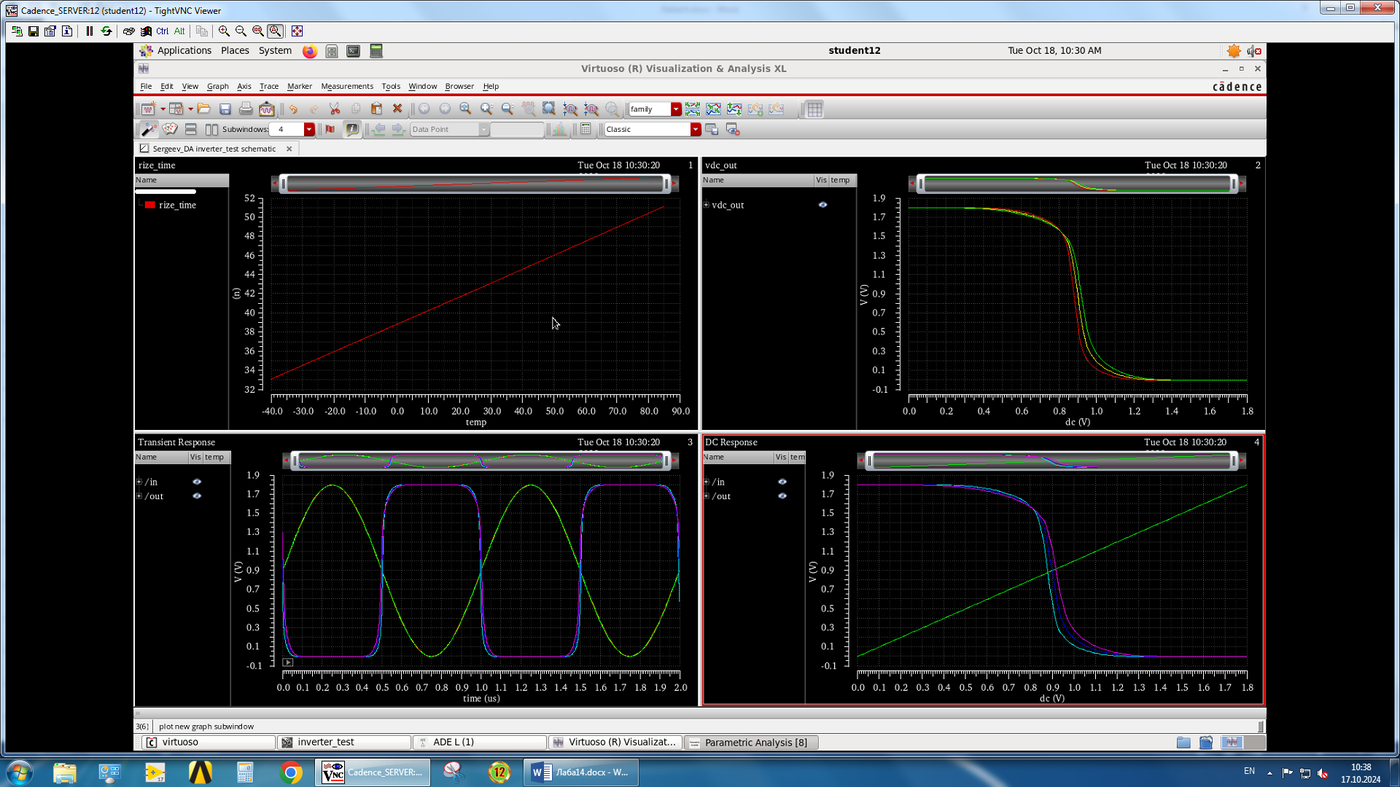 Cadence_SERVER:12 (student12) - TightVNC Viewer
Ctrl Alt
Applications Places System student12 Tue Oct 18, 10:30 AM
Virtuoso (R) Visualization & Analysis XL
File Edit View Graph Axis Trace Marker Measurements Tools Window Browser Help cādence
family
Subwindows: 4 Data Point Classic
Sergeev_DA inverter_test schematic
rize_time Tue Oct 18 10:30:20 1
Name
rize_time
52
50
48
46
44
42
40
38
36
34
32
(n)
-40.0 -30.0 -20.0 -10.0 0.0 10.0 20.0 30.0 40.0 50.0 60.0 70.0 80.0 90.0
temp
vdc_out Tue Oct 18 10:30:20 2
Name Vis temp
vdc_out
1.9
1.7
1.5
1.3
1.1
0.9
0.7
0.5
0.3
0.1
-0.1
V (V)
0.0 0.2 0.4 0.6 0.8 1.0 1.2 1.4 1.6 1.8
dc (V)
Transient Response Tue Oct 18 10:30:20 3
Name Vis temp
/in
/out
1.9
1.7
1.5
1.3
1.1
0.9
0.7
0.5
0.3
0.1
-0.1
V (V)
0.0 0.1 0.2 0.3 0.4 0.5 0.6 0.7 0.8 0.9 1.0 1.1 1.2 1.3 1.4 1.5 1.6 1.7 1.8 1.9 2.0
time (us)
DC Response Tue Oct 18 10:30:20 4
Name Vis tem
/in
/out
1.9
1.7
1.5
1.3
1.1
0.9
0.7
0.5
0.3
0.1
-0.1
V (V)
0.0 0.1 0.2 0.3 0.4 0.5 0.6 0.7 0.8 0.9 1.0 1.1 1.2 1.3 1.4 1.5 1.6 1.7 1.8
dc (V)
3(6) plot new graph subwindow
virtuoso inverter_test ADE L (1) Virtuoso (R) Visualizat... Parametric Analysis [8]
Cadence_SERVER:... 12 Лаба14.docx - W... EN 10:38
17.10.2024